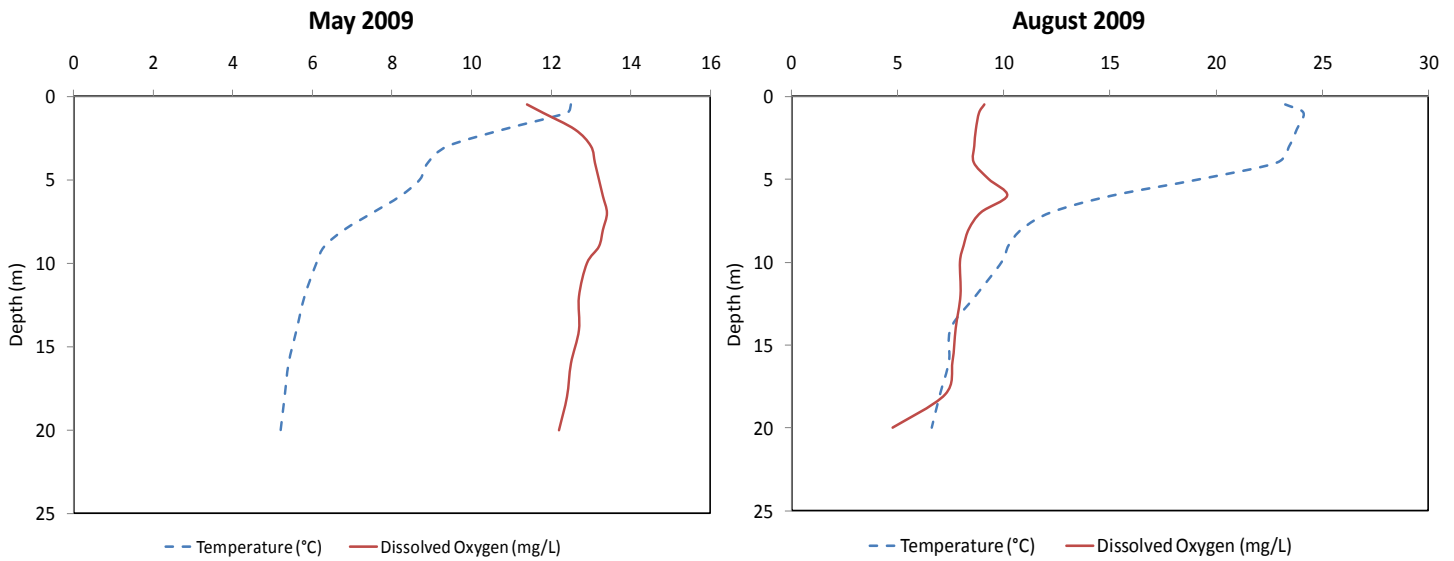 May 2009
0 2 4 6 8 10 12 14 16
0
5
10
15
20
25
Depth (m)
Temperature (°C) Dissolved Oxygen (mg/L)
August 2009
0 5 10 15 20 25 30
0
5
10
15
20
25
Depth (m)
Temperature (°C) Dissolved Oxygen (mg/L)